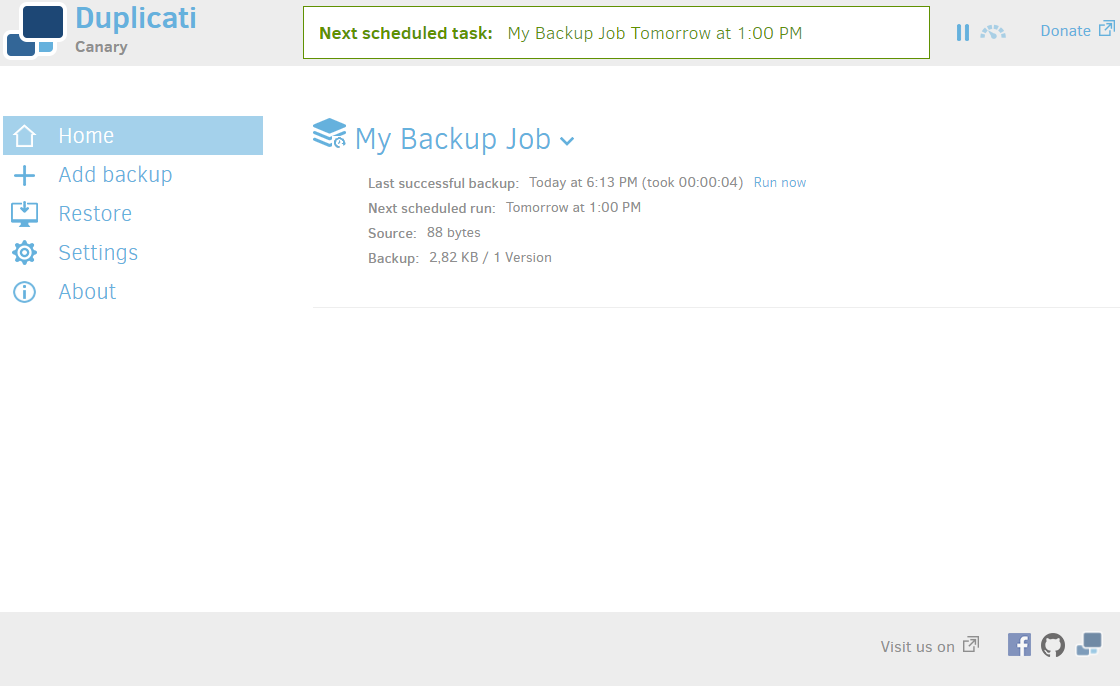 Duplicati
Canary
Next scheduled task: My Backup Job Tomorrow at 1:00 PM
Donate
Home
Add backup
Restore
Settings
About
My Backup Job
Last successful backup: Today at 6:13 PM (took 00:00:04) Run now
Next scheduled run: Tomorrow at 1:00 PM
Source: 88 bytes
Backup: 2,82 KB / 1 Version
Visit us on